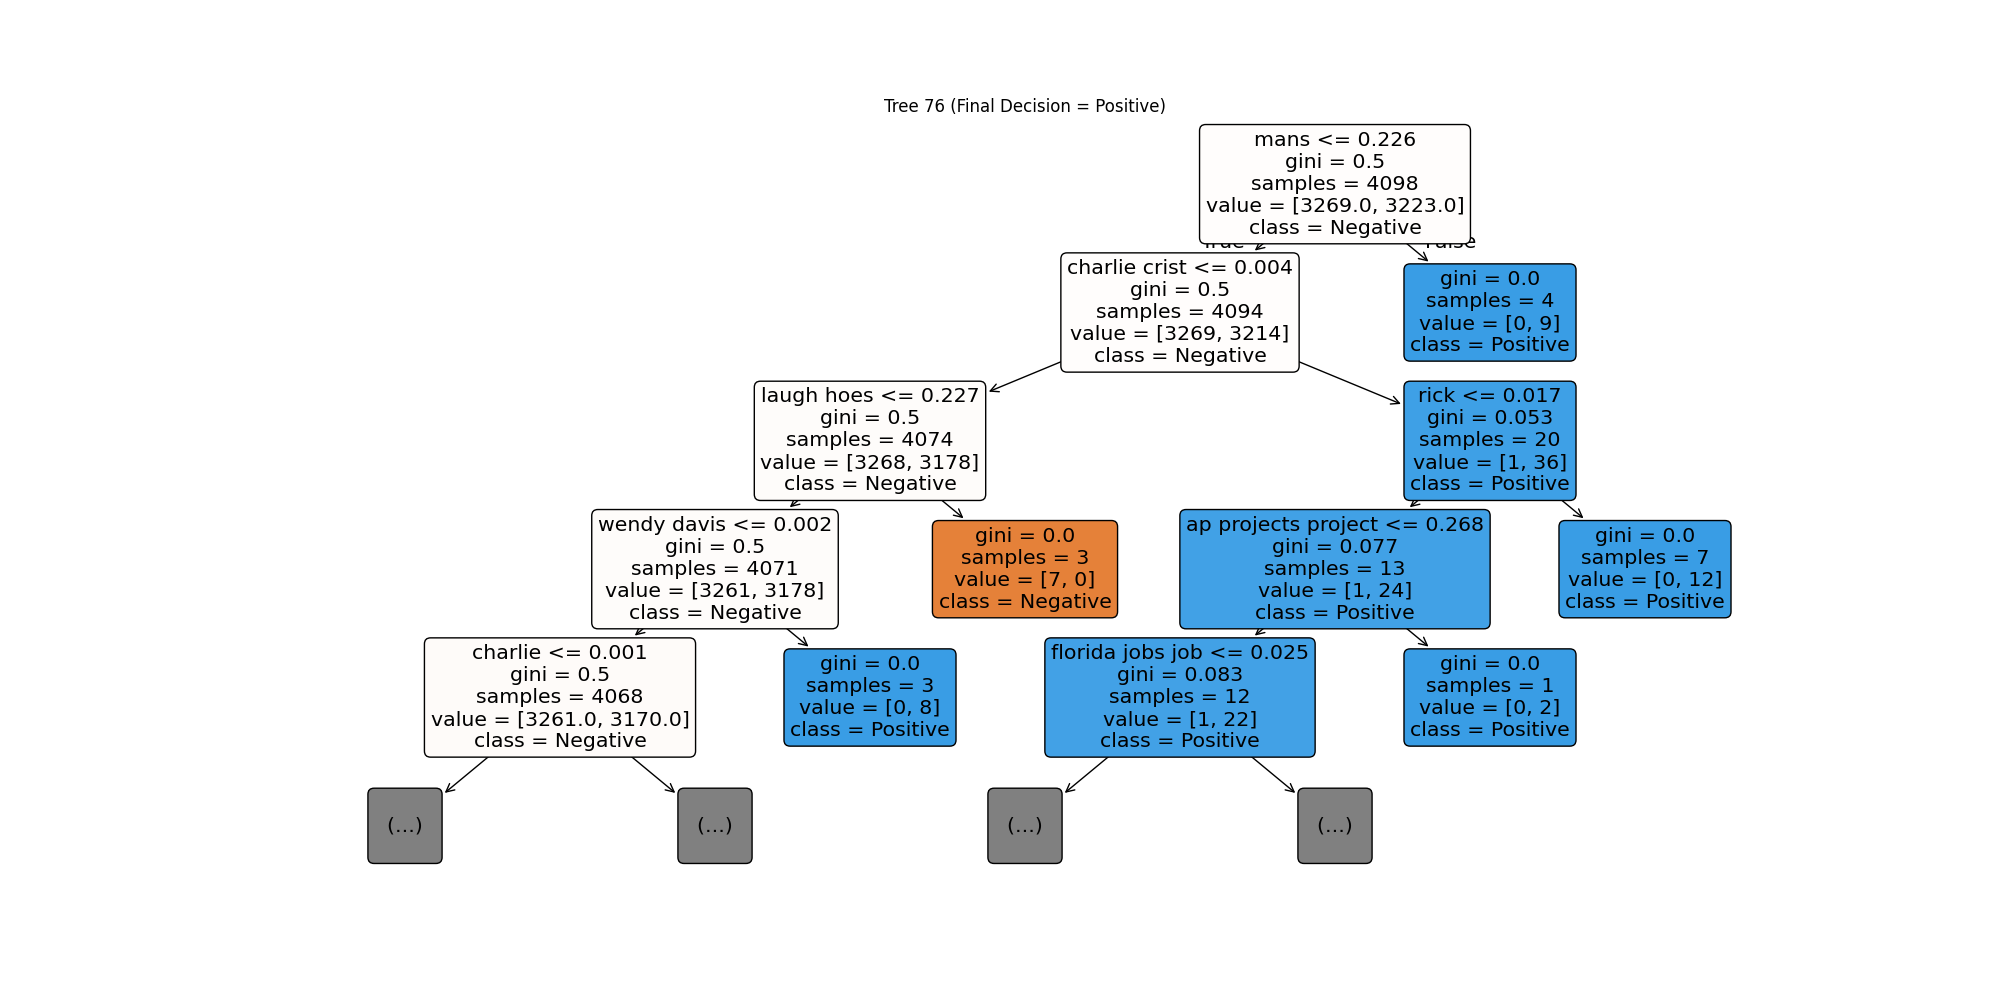 Tree 76 (Final Decision = Positive)
mans <= 0.226
gini = 0.5
samples = 4098
value = [3269.0, 3223.0]
class = Negative
True
False
charlie crist <= 0.004
gini = 0.5
samples = 4094
value = [3269, 3214]
class = Negative
gini = 0.0
samples = 4
value = [0, 9]
class = Positive
laugh hoes <= 0.227
gini = 0.5
samples = 4074
value = [3268, 3178]
class = Negative
rick <= 0.017
gini = 0.053
samples = 20
value = [1, 36]
class = Positive
wendy davis <= 0.002
gini = 0.5
samples = 4071
value = [3261, 3178]
class = Negative
gini = 0.0
samples = 3
value = [7, 0]
class = Negative
ap projects project <= 0.268
gini = 0.077
samples = 13
value = [1, 24]
class = Positive
gini = 0.0
samples = 7
value = [0, 12]
class = Positive
charlie <= 0.001
gini = 0.5
samples = 4068
value = [3261.0, 3170.0]
class = Negative
gini = 0.0
samples = 3
value = [0, 8]
class = Positive
florida jobs job <= 0.025
gini = 0.083
samples = 12
value = [1, 22]
class = Positive
gini = 0.0
samples = 1
value = [0, 2]
class = Positive
(...)
(...)
(...)
(...)